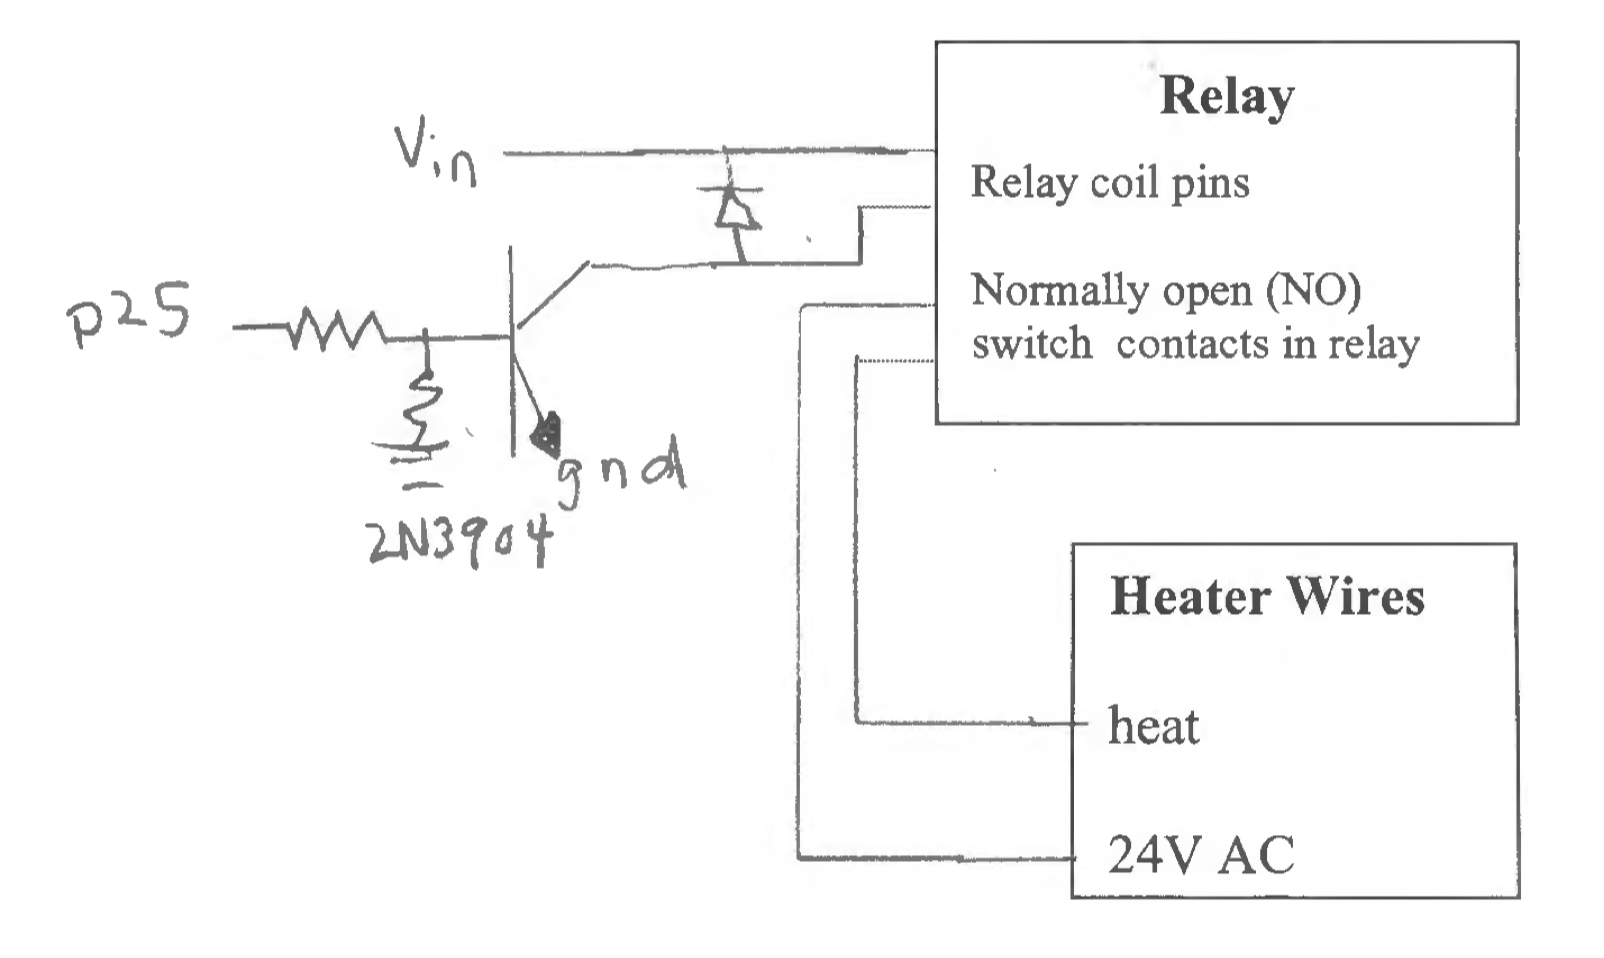 Relay
Vin
Relay coil pins
p25
Normally open (NO)
switch contacts in relay
gnd
2N3904
Heater Wires
heat
24V AC